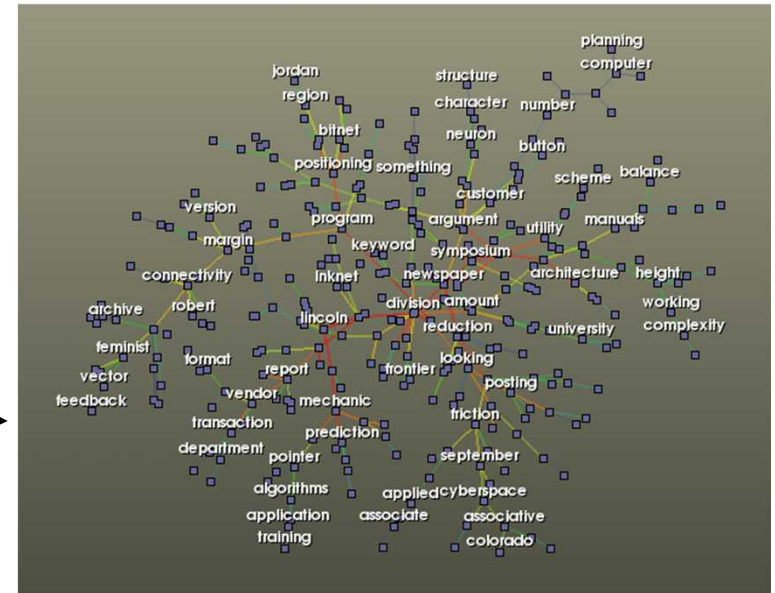 planning
computer
jordan
structure
region
character
number
bitnet
neuron
button
positioning
something
scheme
balance
customer
version
program
argument
manuals
utility
margin
keyword
symposium
connectivity
lnknet
newspaper
architecture
height
archive
robert
division
amount
working
lincoln
reduction
university
complexity
feminist
format
report
frontier
looking
vector
posting
feedback
vendor
mechanic
transaction
friction
prediction
department
pointer
september
algorithms
applied
cyberspace
application
associate
associative
training
colorado